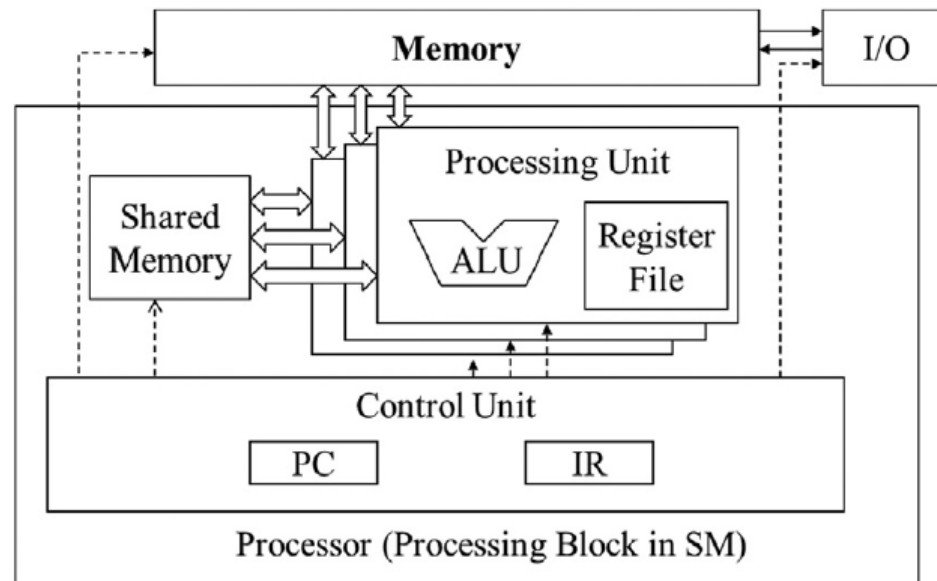 Memory
I/O
Processing Unit
Shared
Memory
ALU
Register
File
Control Unit
PC
IR
Processor (Processing Block in SM)